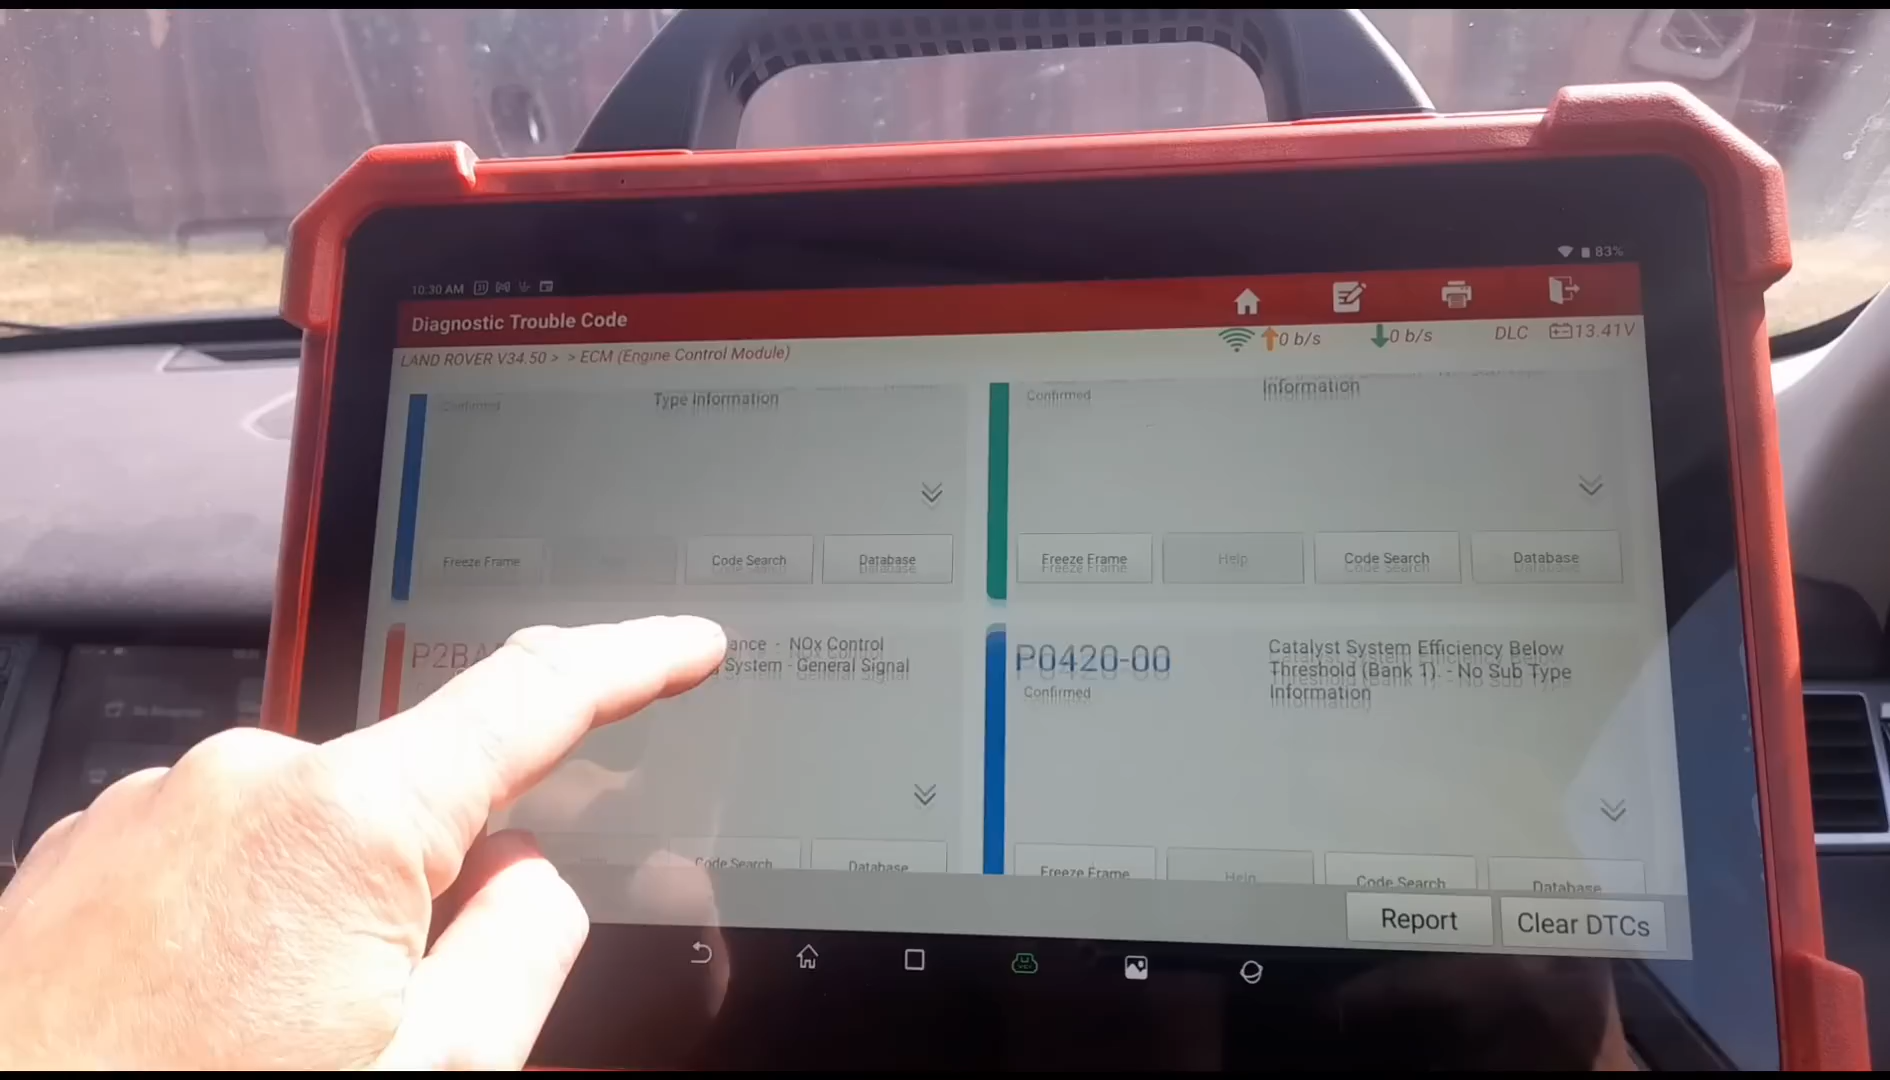 10:30 AM
83%
Diagnostic Trouble Code
LAND ROVER V34.50 > > ECM (Engine Control Module)
0 b/s
0 b/s
DLC
13.41V
Confirmed
Type Information
Confirmed
Information
Freeze Frame
Code Search
Database
Freeze Frame
Help
Code Search
Database
P2BA
ance - NOx Control
System - General Signal
P0420-00
Confirmed
Catalyst System Efficiency Below
Threshold (Bank 1). - No Sub Type
Information
Code Search
Database
Freeze Frame
Help
Code Search
Database
Report
Clear DTCs